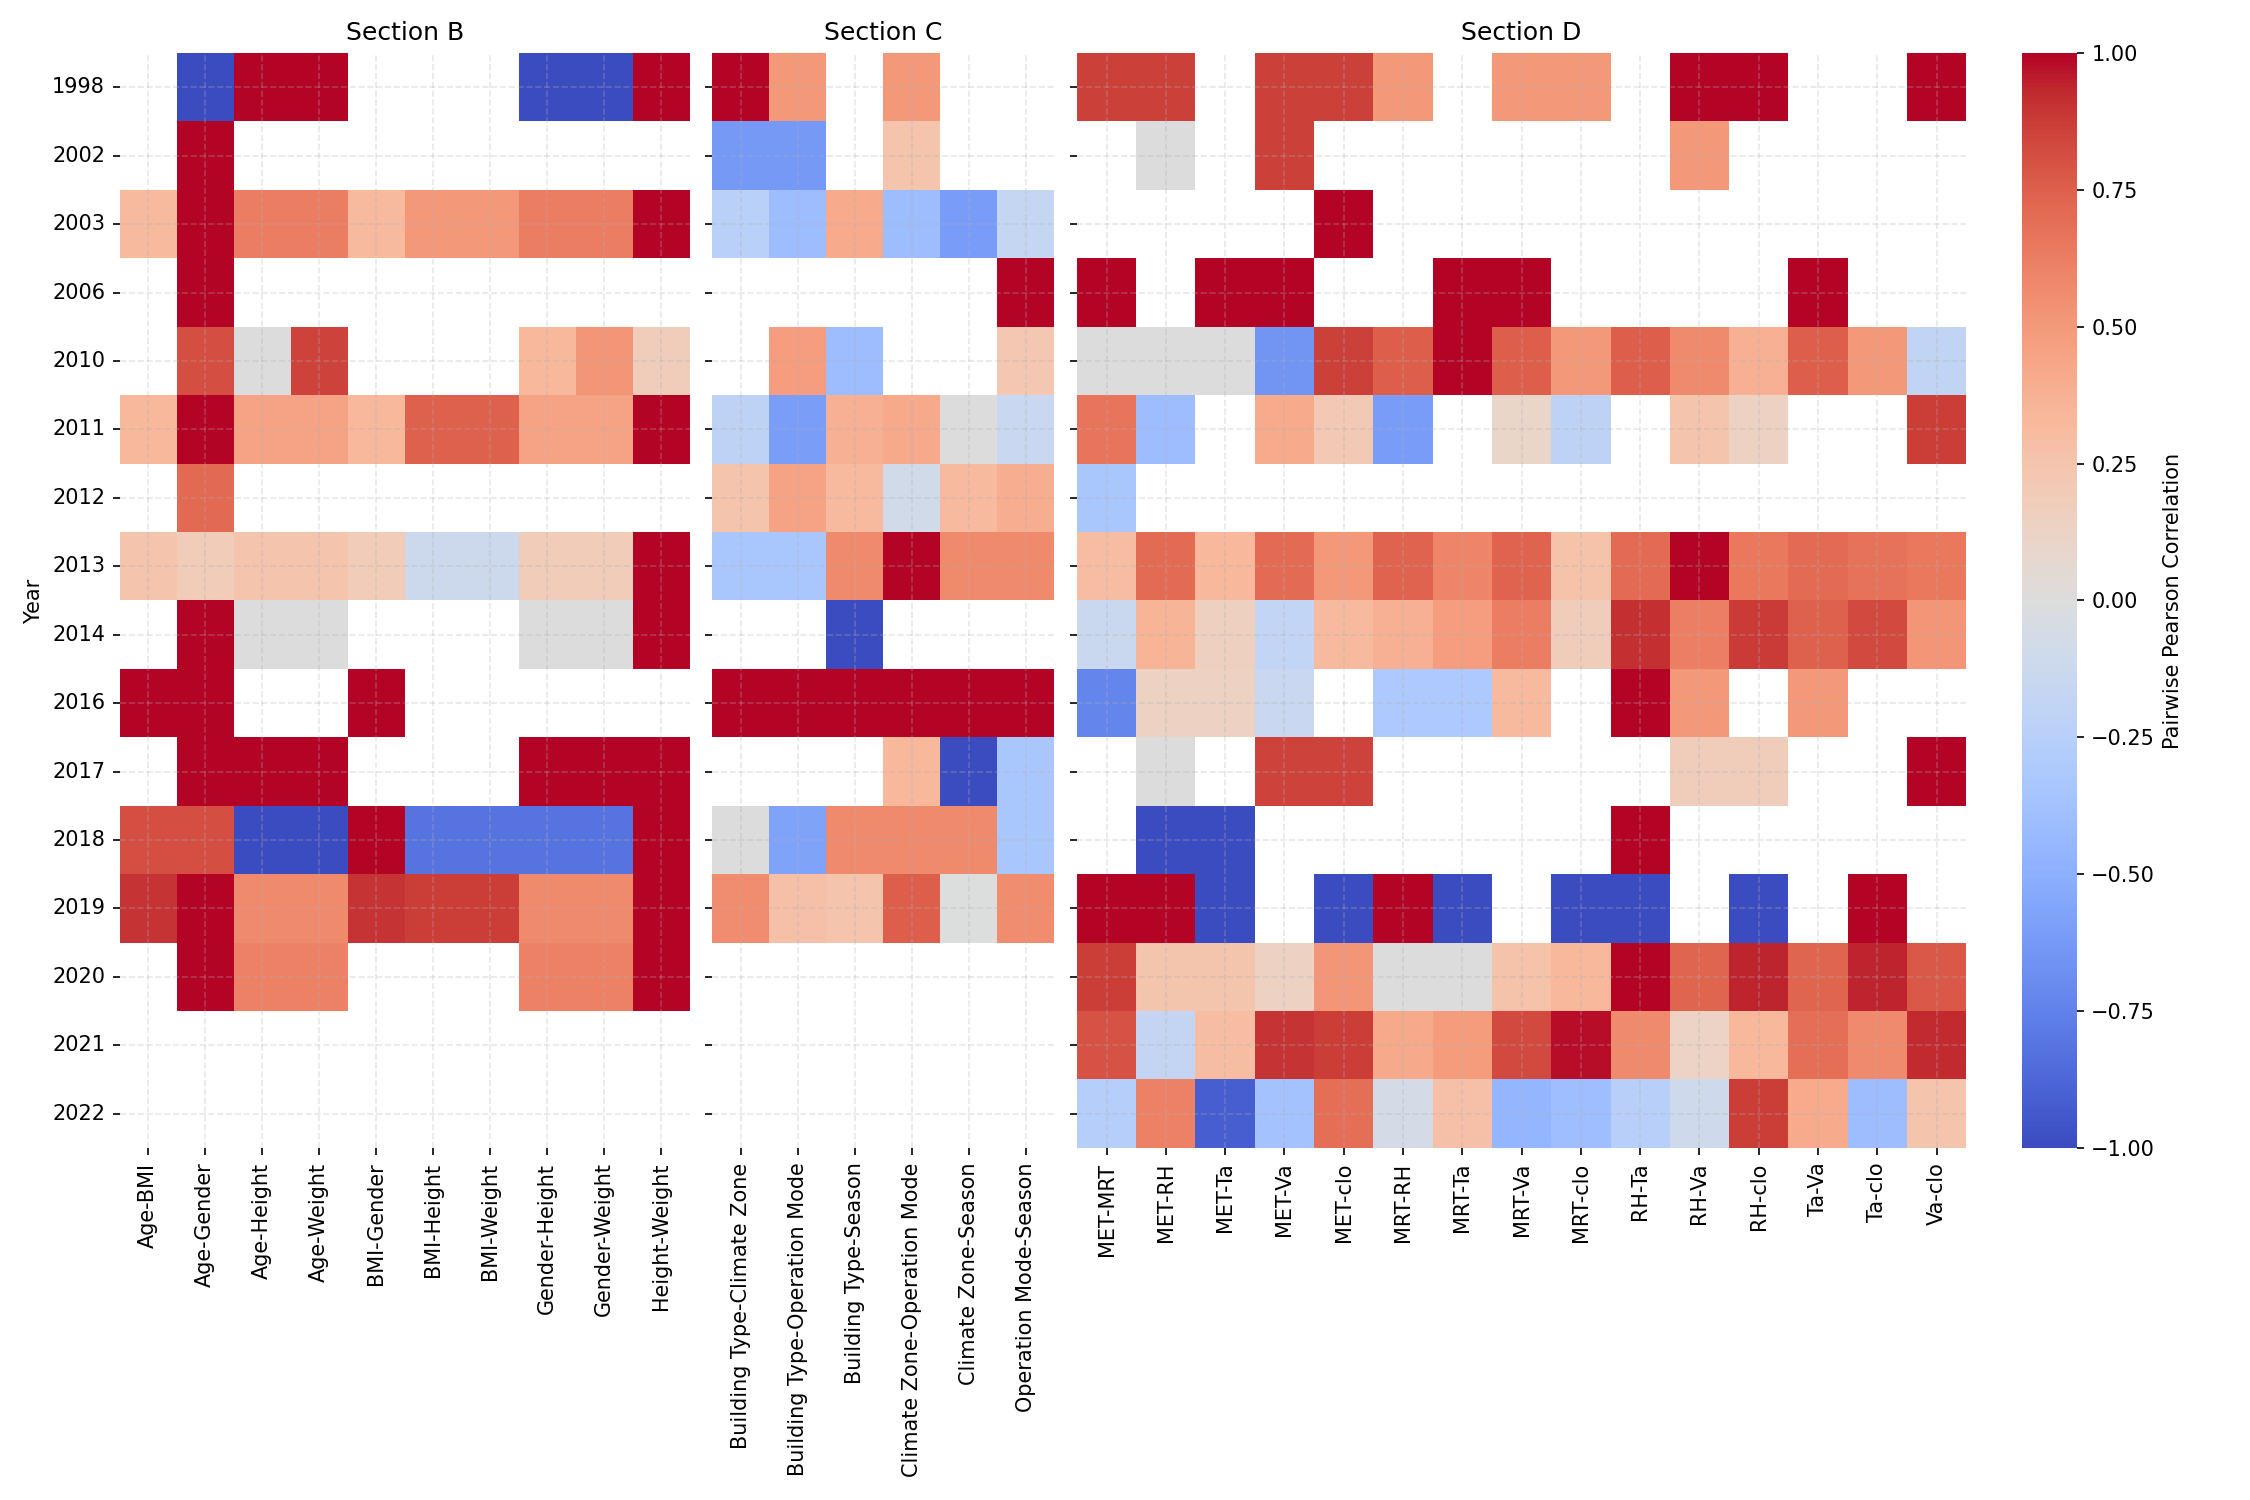 Section B
Section C
Section D
Year
1998
2002
2003
2006
2010
2011
2012
2013
2014
2016
2017
2018
2019
2020
2021
2022
Age-BMI
Age-Gender
Age-Height
Age-Weight
BMI-Gender
BMI-Height
BMI-Weight
Gender-Height
Gender-Weight
Height-Weight
Building Type-Climate Zone
Building Type-Operation Mode
Building Type-Season
Climate Zone-Operation Mode
Climate Zone-Season
Operation Mode-Season
MET-MRT
MET-RH
MET-Ta
MET-Va
MET-clo
MRT-RH
MRT-Ta
MRT-Va
MRT-clo
RH-Ta
RH-Va
RH-clo
Ta-Va
Ta-clo
Va-clo
1.00
0.75
0.50
0.25
0.00
−0.25
−0.50
−0.75
−1.00
Pairwise Pearson Correlation